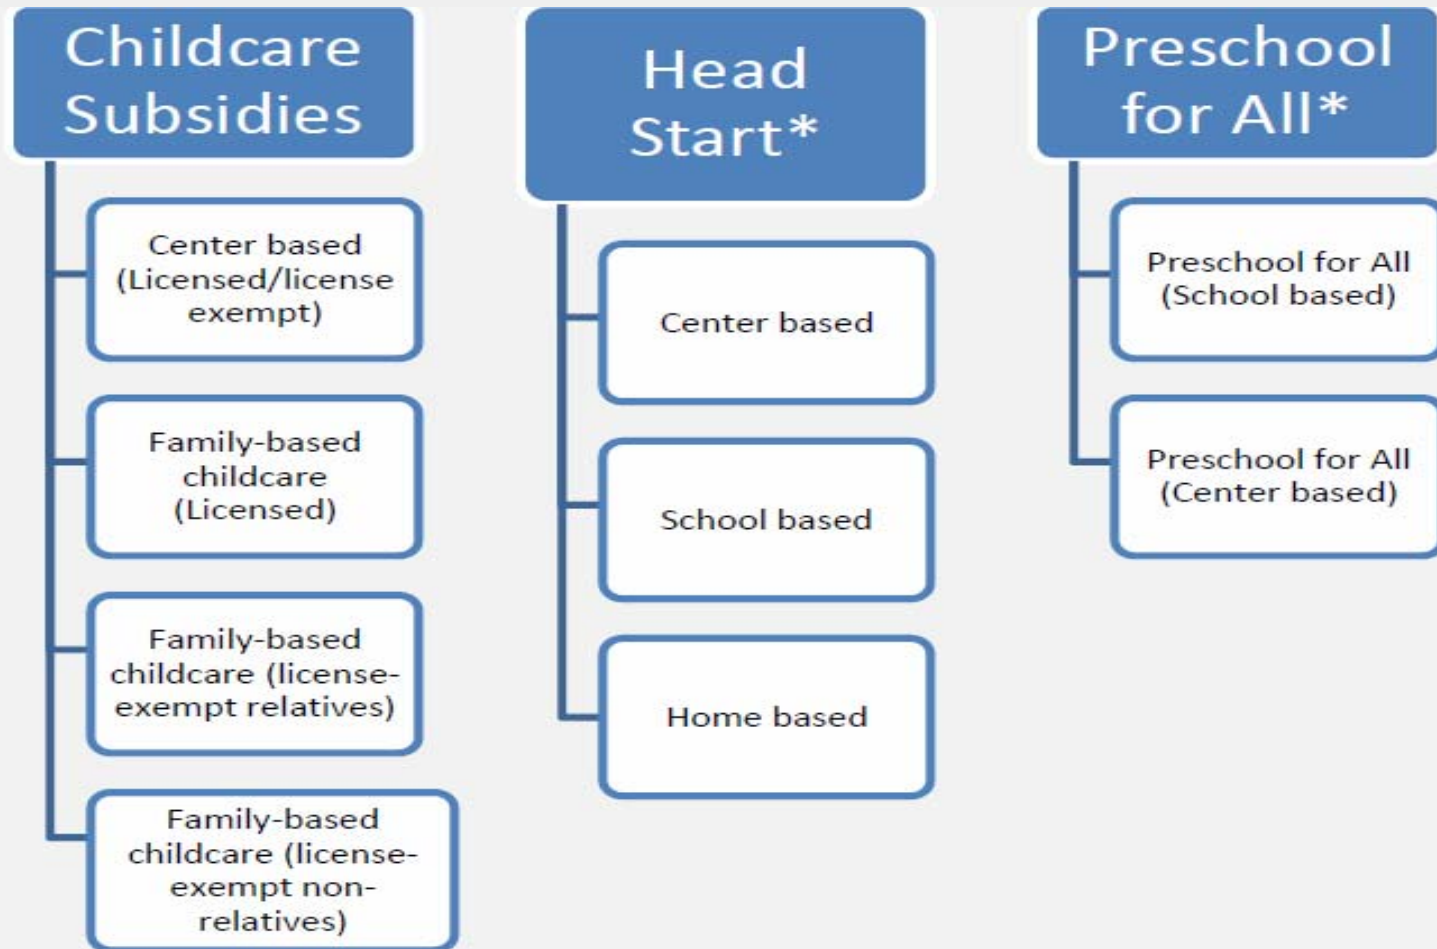 Childcare
Subsidies
Center based
(Licensed/license
exempt)
Family-based
childcare
(Licensed)
Family-based
childcare (license-
exempt relatives)
Family-based
childcare (license-
exempt non-
relatives)
Head
Start*
Center based
School based
Home based
Preschool
for All*
Preschool for All
(School based)
Preschool for All
(Center based)